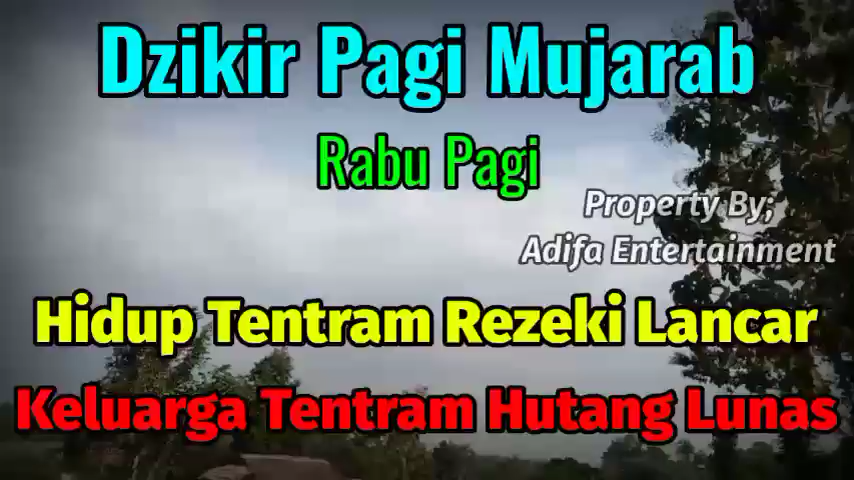 Dzikir Pagi Mujarab
Rabu Pagi
Property By;
Adifa Entertainment
Hidup Tentram Rezeki Lancar
Keluarga Tentram Hutang Lunas